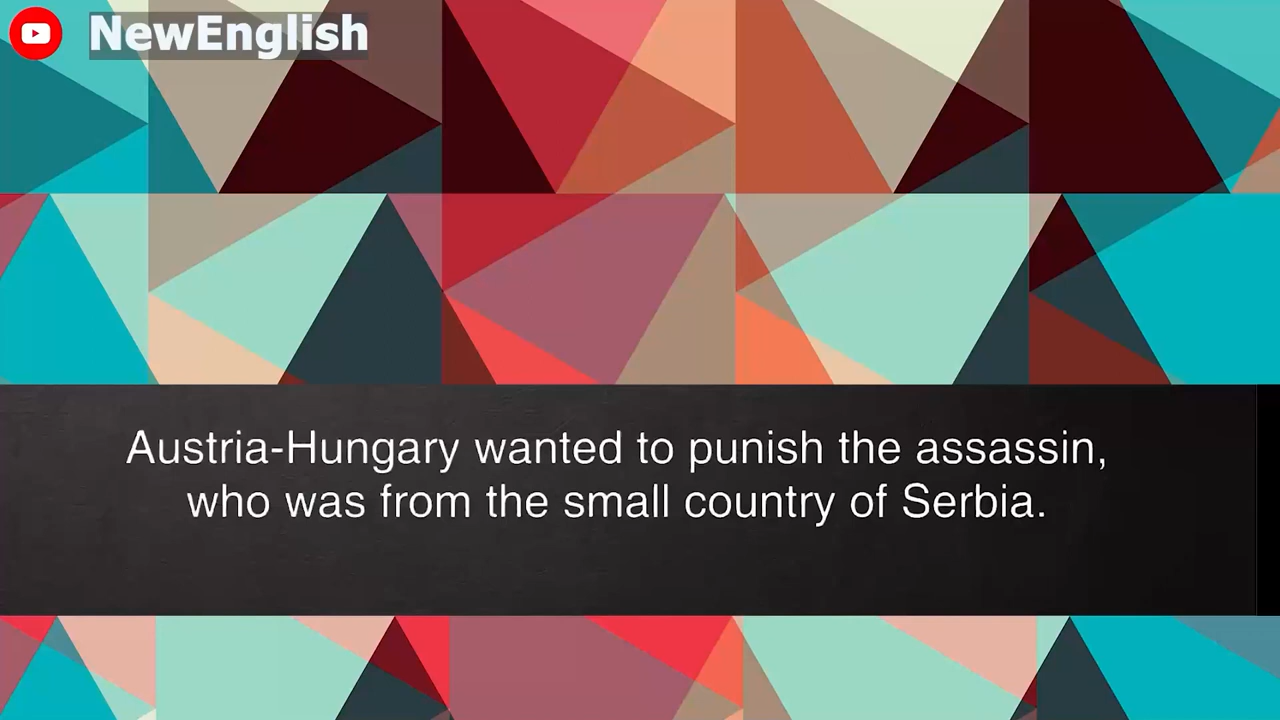 NewEnglish
Austria-Hungary wanted to punish the assassin,
who was from the small country of Serbia.